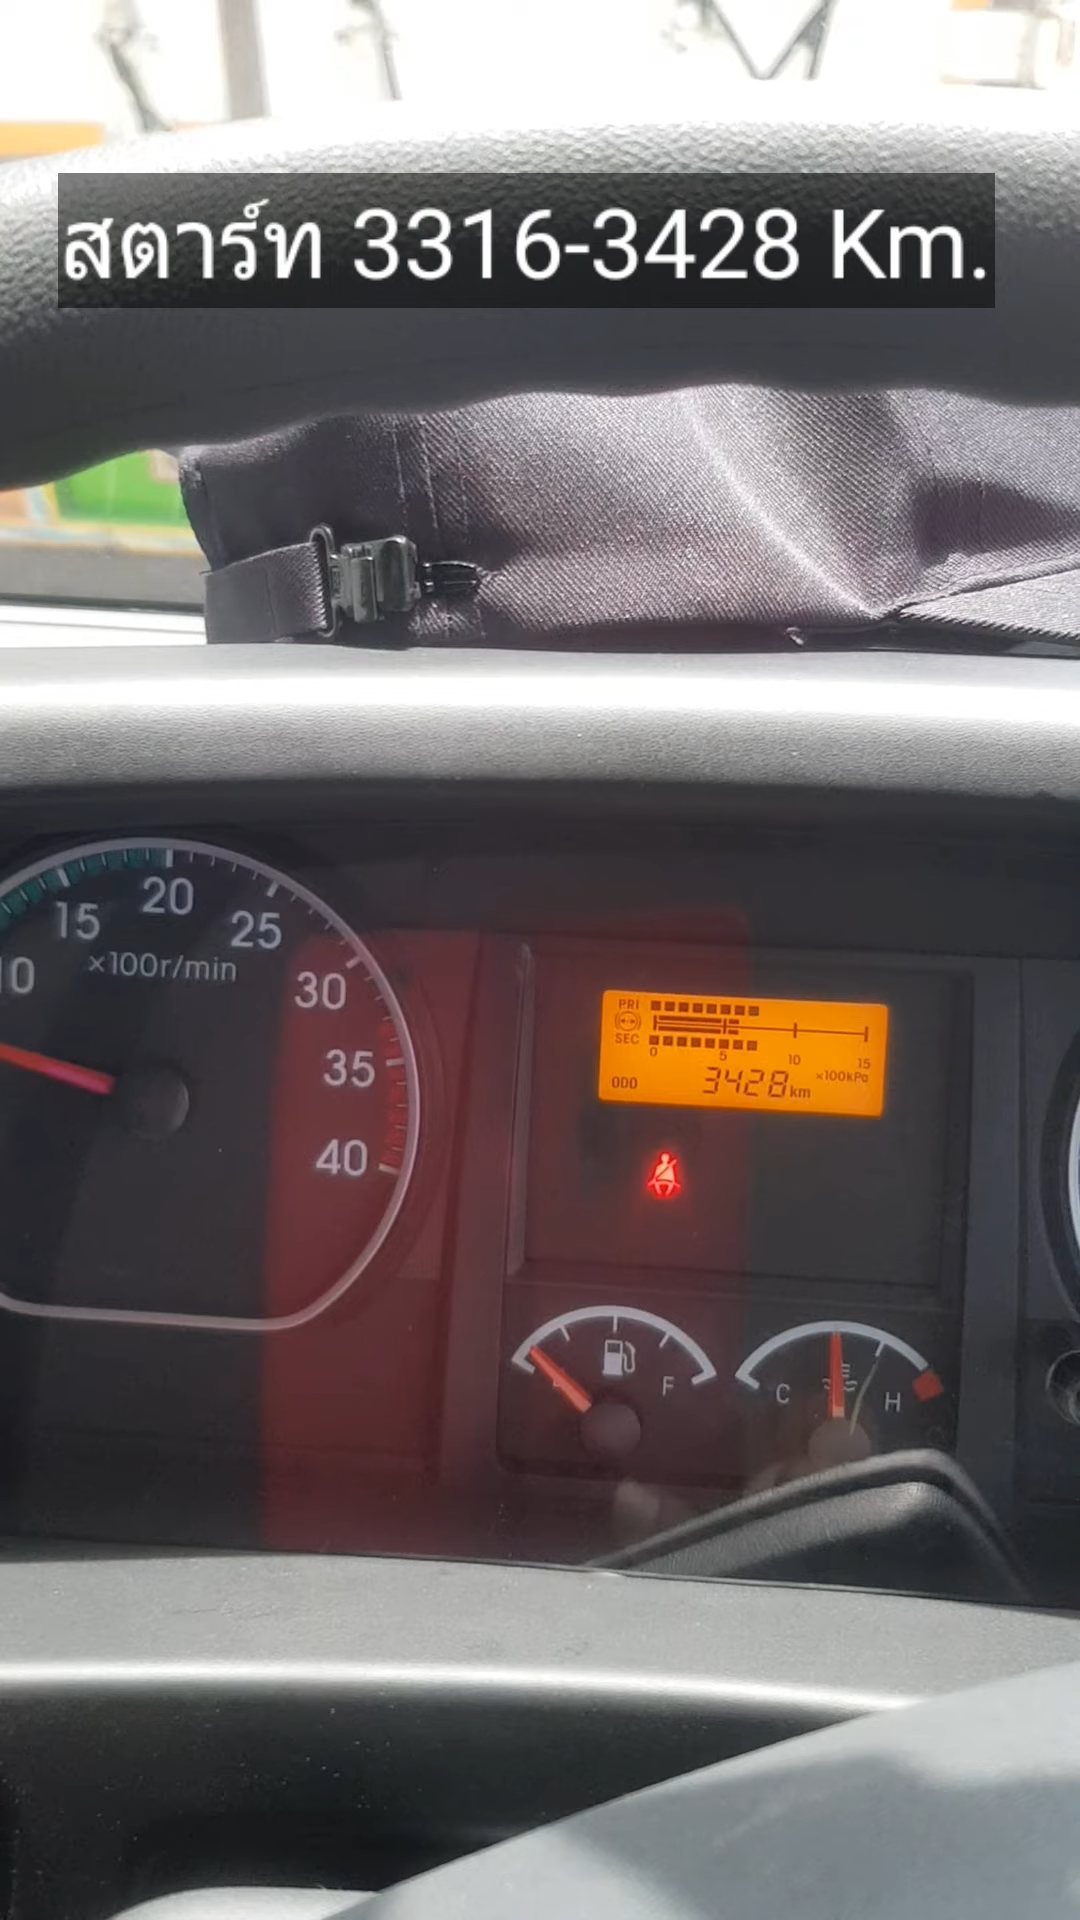 สตาร์ท 3316-3428 Km.
10
15
20
25
30
35
40
×100r/min
PRI
SEC
0 5 10 15
×100kPa
ODO 3428 km
F
C H